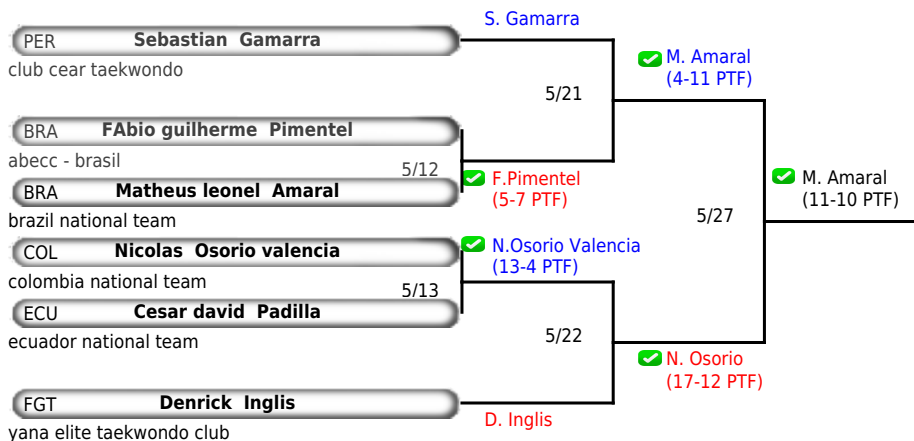 S. Gamarra
PER Sebastian Gamarra
club cear taekwondo
M. Amaral
(4-11 PTF)
5/21
BRA FAbio guilherme Pimentel
abecc - brasil
5/12
F.Pimentel
(5-7 PTF)
BRA Matheus leonel Amaral
brazil national team
M. Amaral
(11-10 PTF)
5/27
COL Nicolas Osorio valencia
colombia national team
N.Osorio Valencia
(13-4 PTF)
5/13
ECU Cesar david Padilla
ecuador national team
5/22
N. Osorio
(17-12 PTF)
FGT Denrick Inglis
yana elite taekwondo club
D. Inglis